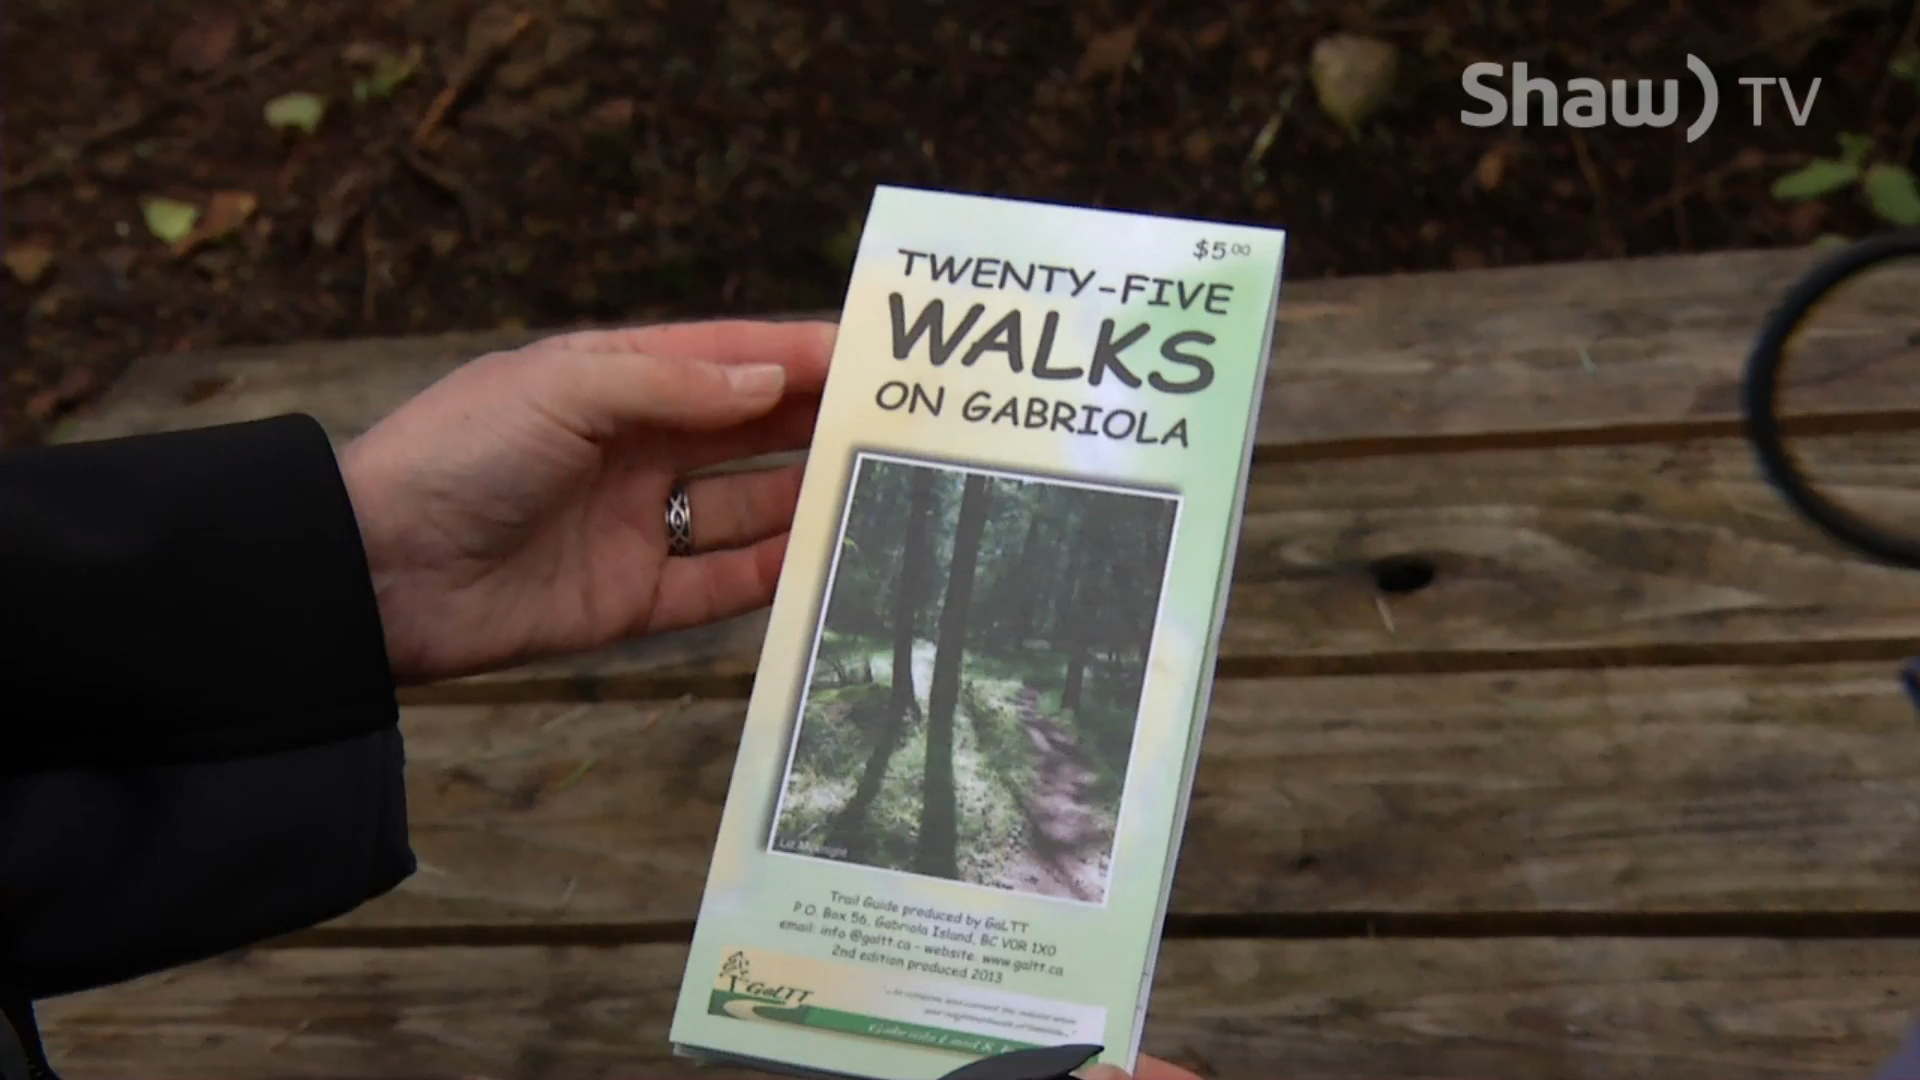 Shaw) TV
$5.00
TWENTY-FIVE
WALKS
ON GABRIOLA
Trail Guide produced by GaLTT
P.O. Box 56, Gabriola Island, BC V0R 1X0
email: info @galtt.ca - website: www.galtt.ca
2nd edition produced 2013
GaLTT